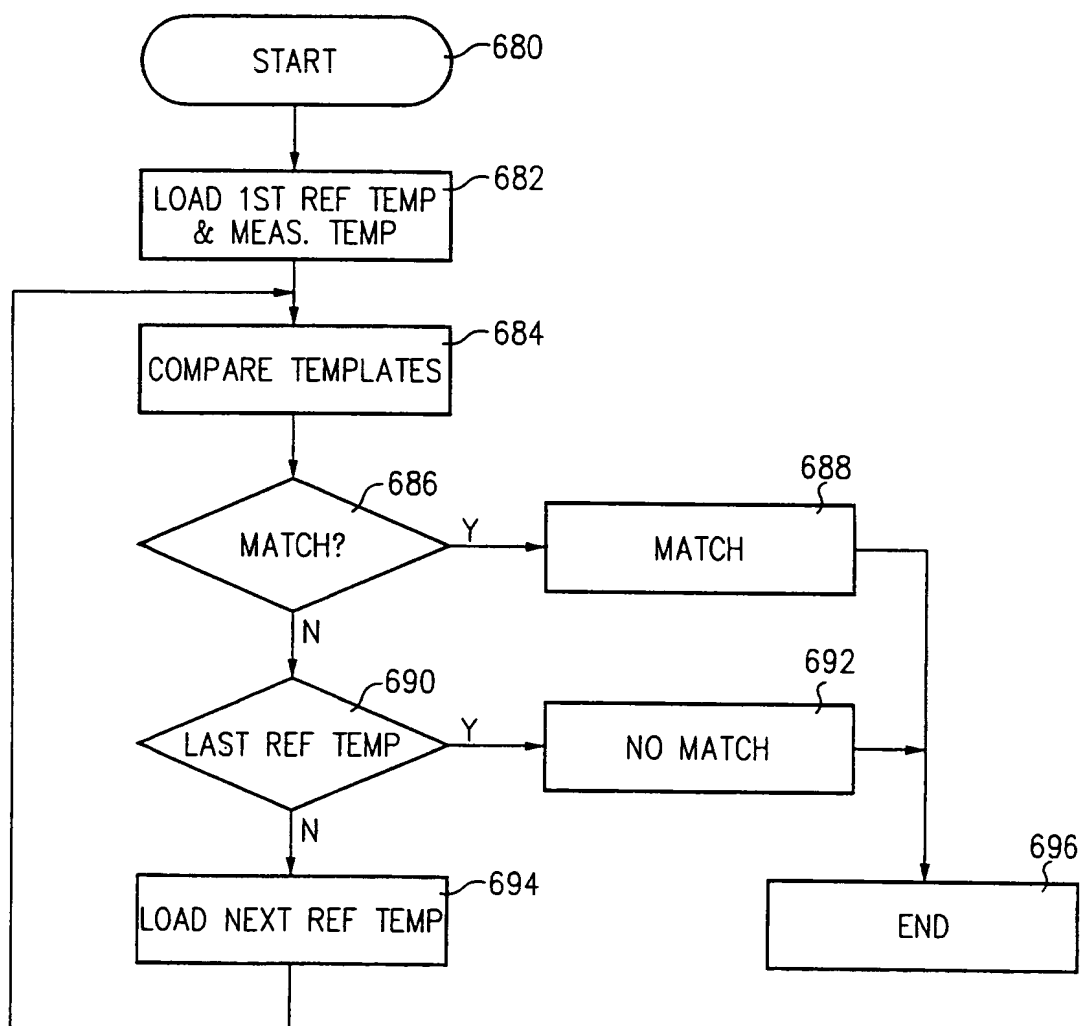 START
680
682
LOAD 1ST REF TEMP
& MEAS. TEMP
684
COMPARE TEMPLATES
686
MATCH?
Y
688
MATCH
N
690
LAST REF TEMP
Y
692
NO MATCH
N
694
LOAD NEXT REF TEMP
696
END